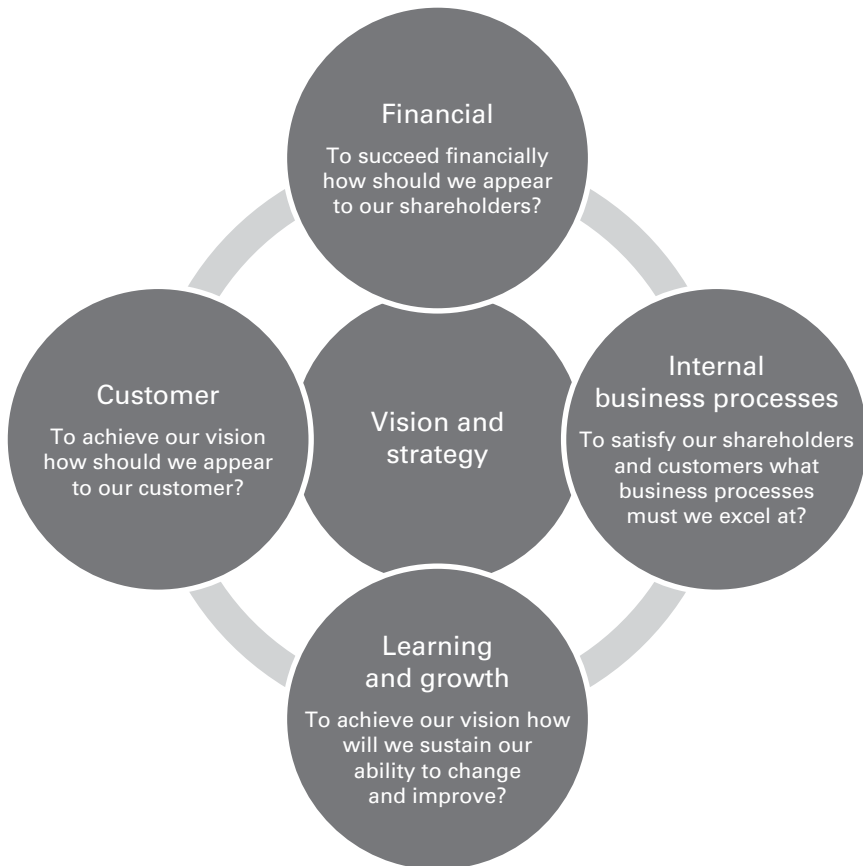 Financial
To succeed financially
how should we appear
to our shareholders?
Customer
To achieve our vision
how should we appear
to our customer?
Vision and
strategy
Internal
business processes
To satisfy our shareholders
and customers what
business processes
must we excel at?
Learning
and growth
To achieve our vision how
will we sustain our
ability to change
and improve?